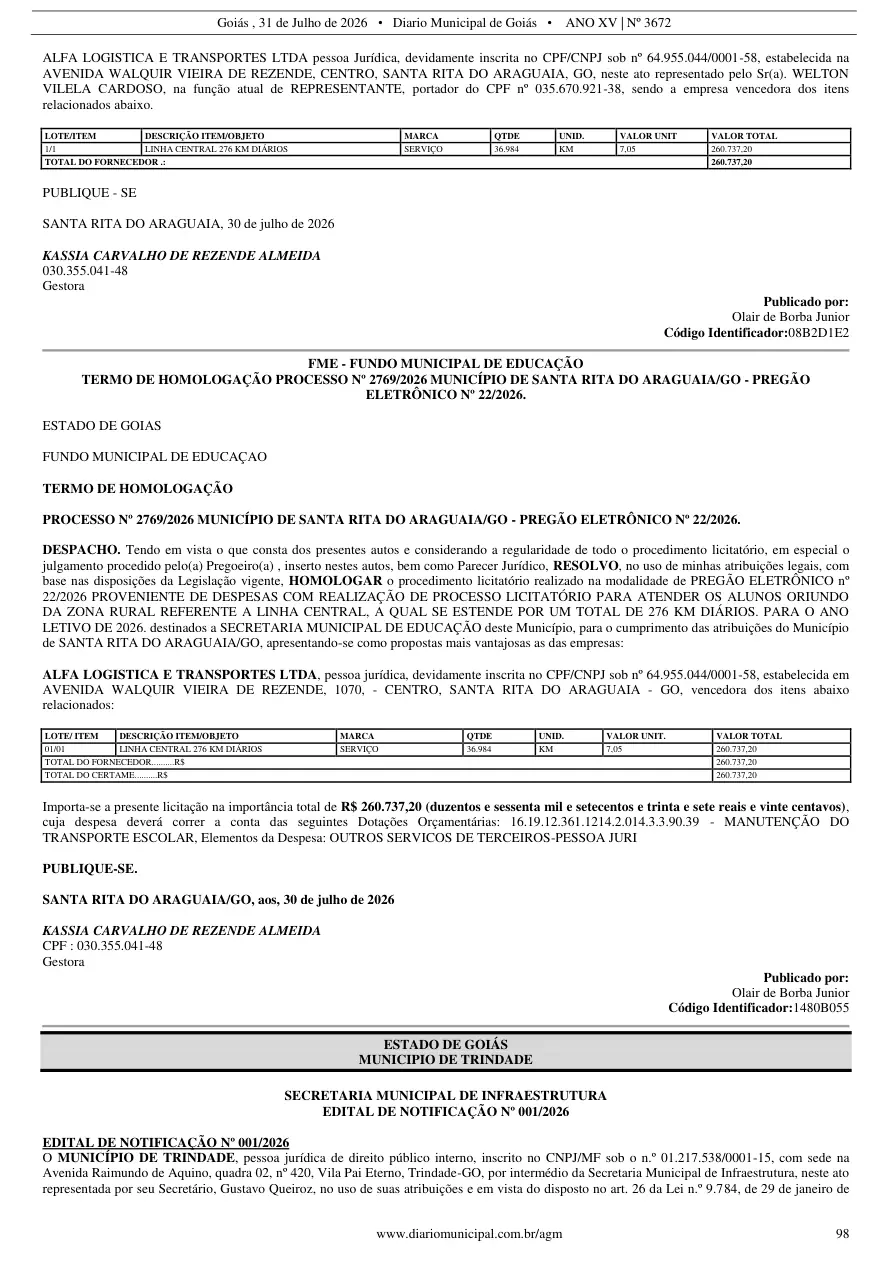 Goiás , 31 de Julho de 2026 • Diario Municipal de Goiás • ANO XV | Nº 3672
ALFA LOGISTICA E TRANSPORTES LTDA pessoa Jurídica, devidamente inscrita no CPF/CNPJ sob nº 64.955.044/0001-58, estabelecida na
AVENIDA WALQUIR VIEIRA DE REZENDE, CENTRO, SANTA RITA DO ARAGUAIA, GO, neste ato representado pelo Sr(a). WELTON
VILELA CARDOSO, na função atual de REPRESENTANTE, portador do CPF nº 035.670.921-38, sendo a empresa vencedora dos itens
relacionados abaixo.
LOTE/ITEM DESCRIÇÃO ITEM/OBJETO MARCA QTDE UNID. VALOR UNIT VALOR TOTAL
1/1 LINHA CENTRAL 276 KM DIÁRIOS SERVIÇO 36.984 KM 7,05 260.737,20
TOTAL DO FORNECEDOR .: 260.737,20
PUBLIQUE - SE
SANTA RITA DO ARAGUAIA, 30 de julho de 2026
KASSIA CARVALHO DE REZENDE ALMEIDA
030.355.041-48
Gestora
Publicado por:
Olair de Borba Junior
Código Identificador:08B2D1E2
FME - FUNDO MUNICIPAL DE EDUCAÇÃO
TERMO DE HOMOLOGAÇÃO PROCESSO Nº 2769/2026 MUNICÍPIO DE SANTA RITA DO ARAGUAIA/GO - PREGÃO
ELETRÔNICO Nº 22/2026.
ESTADO DE GOIAS
FUNDO MUNICIPAL DE EDUCAÇAO
TERMO DE HOMOLOGAÇÃO
PROCESSO Nº 2769/2026 MUNICÍPIO DE SANTA RITA DO ARAGUAIA/GO - PREGÃO ELETRÔNICO Nº 22/2026.
DESPACHO. Tendo em vista o que consta dos presentes autos e considerando a regularidade de todo o procedimento licitatório, em especial o
julgamento procedido pelo(a) Pregoeiro(a) , inserto nestes autos, bem como Parecer Jurídico, RESOLVO, no uso de minhas atribuições legais, com
base nas disposições da Legislação vigente, HOMOLOGAR o procedimento licitatório realizado na modalidade de PREGÃO ELETRÔNICO nº
22/2026 PROVENIENTE DE DESPESAS COM REALIZAÇÃO DE PROCESSO LICITATÓRIO PARA ATENDER OS ALUNOS ORIUNDO
DA ZONA RURAL REFERENTE A LINHA CENTRAL, A QUAL SE ESTENDE POR UM TOTAL DE 276 KM DIÁRIOS. PARA O ANO
LETIVO DE 2026. destinados a SECRETARIA MUNICIPAL DE EDUCAÇÃO deste Município, para o cumprimento das atribuições do Município
de SANTA RITA DO ARAGUAIA/GO, apresentando-se como propostas mais vantajosas as das empresas:
ALFA LOGISTICA E TRANSPORTES LTDA, pessoa jurídica, devidamente inscrita no CPF/CNPJ sob nº 64.955.044/0001-58, estabelecida em
AVENIDA WALQUIR VIEIRA DE REZENDE, 1070, - CENTRO, SANTA RITA DO ARAGUAIA - GO, vencedora dos itens abaixo
relacionados:
LOTE/ ITEM DESCRIÇÃO ITEM/OBJETO MARCA QTDE UNID. VALOR UNIT. VALOR TOTAL
01/01 LINHA CENTRAL 276 KM DIÁRIOS SERVIÇO 36.984 KM 7,05 260.737,20
TOTAL DO FORNECEDOR..........R$ 260.737,20
TOTAL DO CERTAME..........R$ 260.737,20
Importa-se a presente licitação na importância total de R$ 260.737,20 (duzentos e sessenta mil e setecentos e trinta e sete reais e vinte centavos),
cuja despesa deverá correr a conta das seguintes Dotações Orçamentárias: 16.19.12.361.1214.2.014.3.3.90.39 - MANUTENÇÃO DO
TRANSPORTE ESCOLAR, Elementos da Despesa: OUTROS SERVICOS DE TERCEIROS-PESSOA JURI
PUBLIQUE-SE.
SANTA RITA DO ARAGUAIA/GO, aos, 30 de julho de 2026
KASSIA CARVALHO DE REZENDE ALMEIDA
CPF : 030.355.041-48
Gestora
Publicado por:
Olair de Borba Junior
Código Identificador:1480B055
ESTADO DE GOIÁS
MUNICIPIO DE TRINDADE
SECRETARIA MUNICIPAL DE INFRAESTRUTURA
EDITAL DE NOTIFICAÇÃO Nº 001/2026
EDITAL DE NOTIFICAÇÃO Nº 001/2026
O MUNICÍPIO DE TRINDADE, pessoa jurídica de direito público interno, inscrito no CNPJ/MF sob o n.º 01.217.538/0001-15, com sede na
Avenida Raimundo de Aquino, quadra 02, nº 420, Vila Pai Eterno, Trindade-GO, por intermédio da Secretaria Municipal de Infraestrutura, neste ato
representada por seu Secretário, Gustavo Queiroz, no uso de suas atribuições e em vista do disposto no art. 26 da Lei n.º 9.784, de 29 de janeiro de
www.diariomunicipal.com.br/agm 98